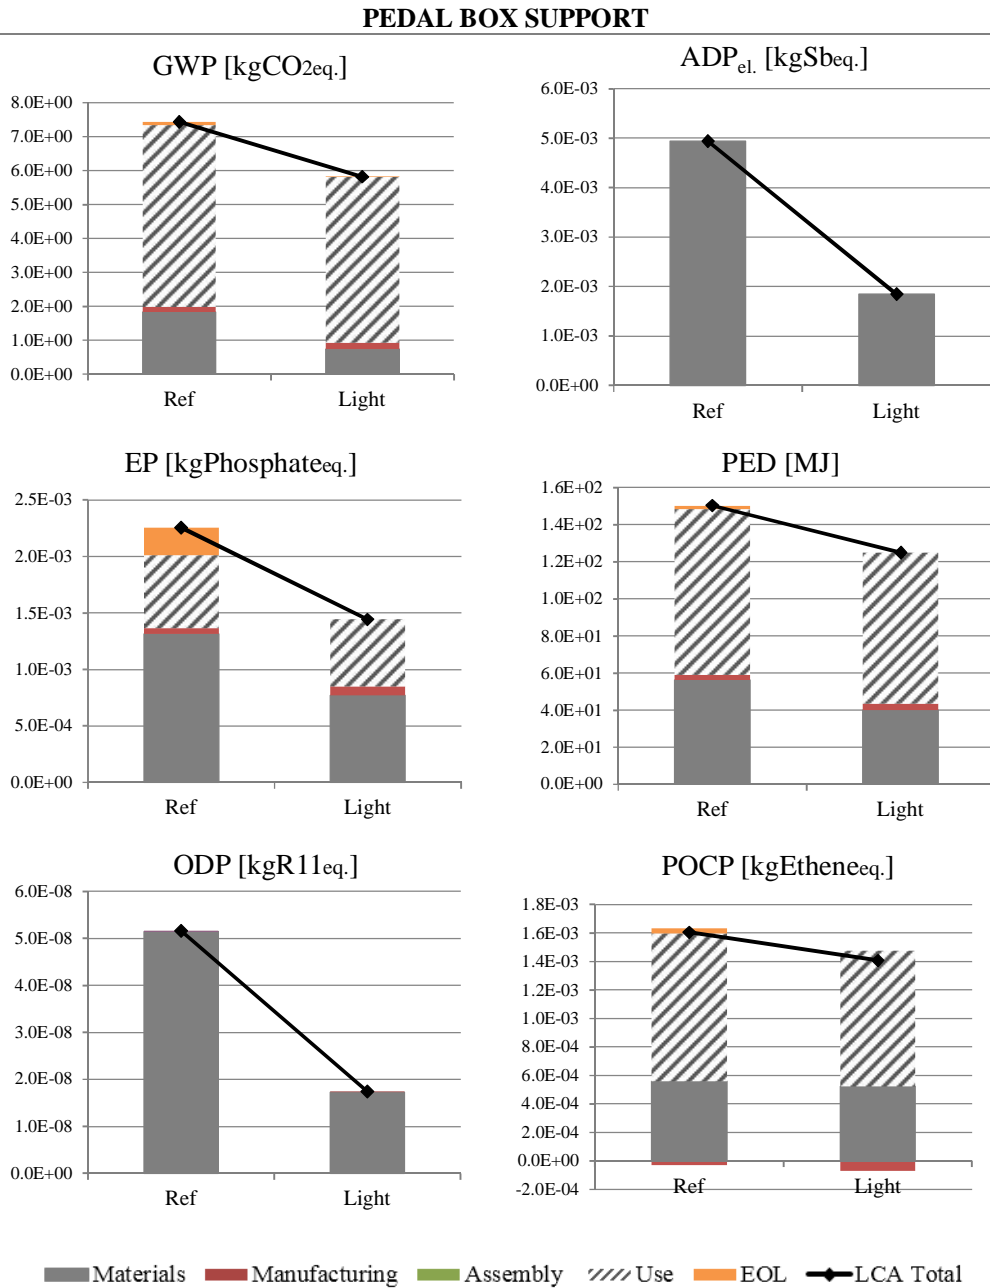 PEDAL BOX SUPPORT
GWP [kgCO2eq.]
8.0E+00
7.0E+00
6.0E+00
5.0E+00
4.0E+00
3.0E+00
2.0E+00
1.0E+00
0.0E+00
Ref Light
ADPel. [kgSbeq.]
6.0E-03
5.0E-03
4.0E-03
3.0E-03
2.0E-03
1.0E-03
0.0E+00
Ref Light
EP [kgPhosphateeq.]
2.5E-03
2.0E-03
1.5E-03
1.0E-03
5.0E-04
0.0E+00
Ref Light
PED [MJ]
1.6E+02
1.4E+02
1.2E+02
1.0E+02
8.0E+01
6.0E+01
4.0E+01
2.0E+01
0.0E+00
Ref Light
ODP [kgR11eq.]
6.0E-08
5.0E-08
4.0E-08
3.0E-08
2.0E-08
1.0E-08
0.0E+00
Ref Light
POCP [kgEtheneeq.]
1.8E-03
1.6E-03
1.4E-03
1.2E-03
1.0E-03
8.0E-04
6.0E-04
4.0E-04
2.0E-04
0.0E+00
-2.0E-04
Ref Light
Materials Manufacturing Assembly Use EOL LCA Total